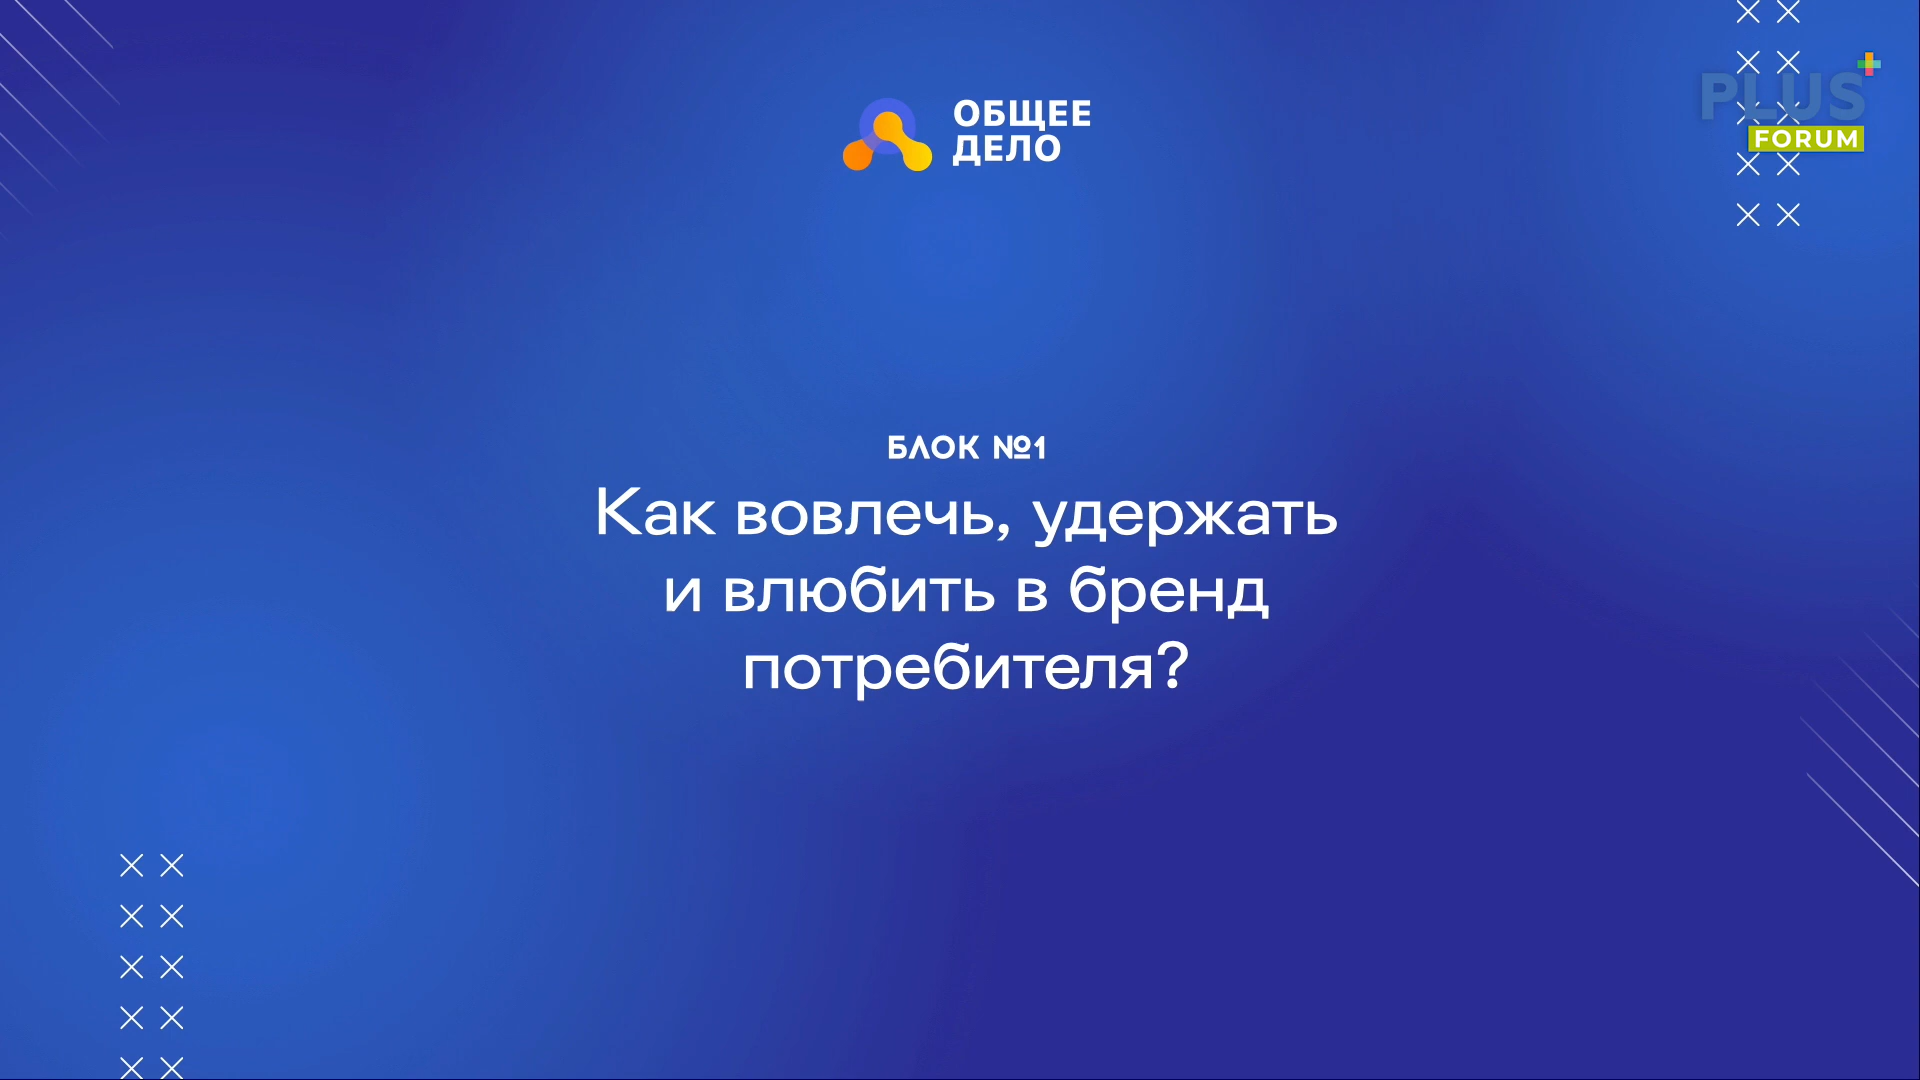 ОБЩЕЕ
ДЕЛО
PLUS
FORUM
БЛОК №1
Как вовлечь, удержать
и влюбить в бренд
потребителя?